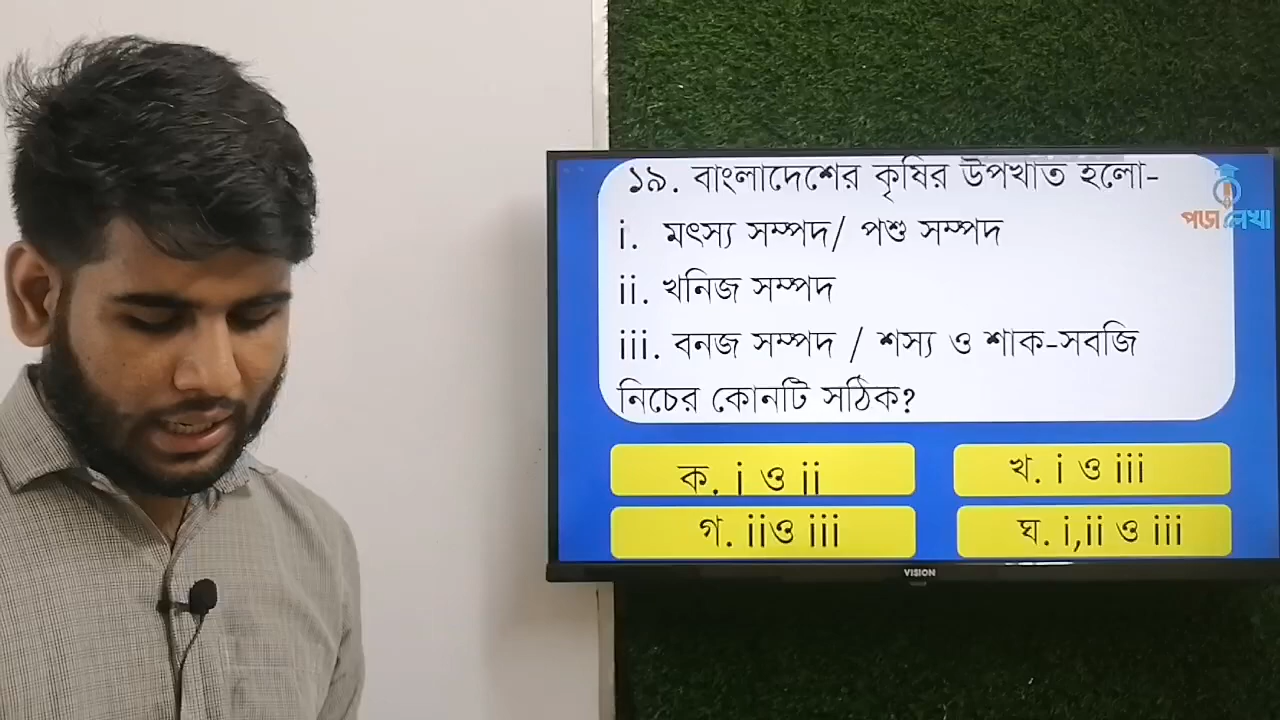 ১৯. বাংলাদেশের কৃষির উপখাত হলো-
i. মৎস্য সম্পদ/ পশু সম্পদ
ii. খনিজ সম্পদ
iii. বনজ সম্পদ / শস্য ও শাক-সবজি
নিচের কোনটি সঠিক?
ক. i ও ii
খ. i ও iii
গ. iiও iii
ঘ. i,ii ও iii
পড়ালেখা
VISION